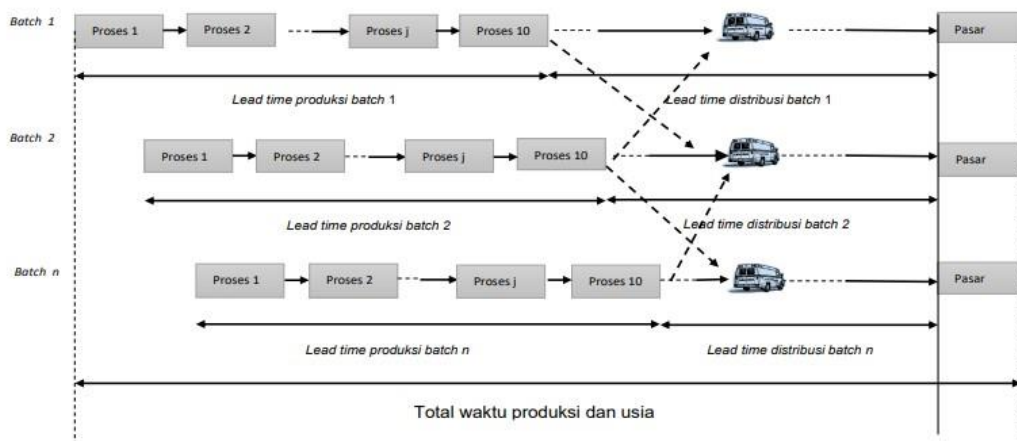 Batch 1
Proses 1 Proses 2 Proses j Proses 10 Pasar
Lead time produksi batch 1 Lead time distribusi batch 1
Batch 2
Proses 1 Proses 2 Proses j Proses 10 Pasar
Lead time produksi batch 2 Lead time distribusi batch 2
Batch n
Proses 1 Proses 2 Proses j Proses 10 Pasar
Lead time produksi batch n Lead time distribusi batch n
Total waktu produksi dan usia